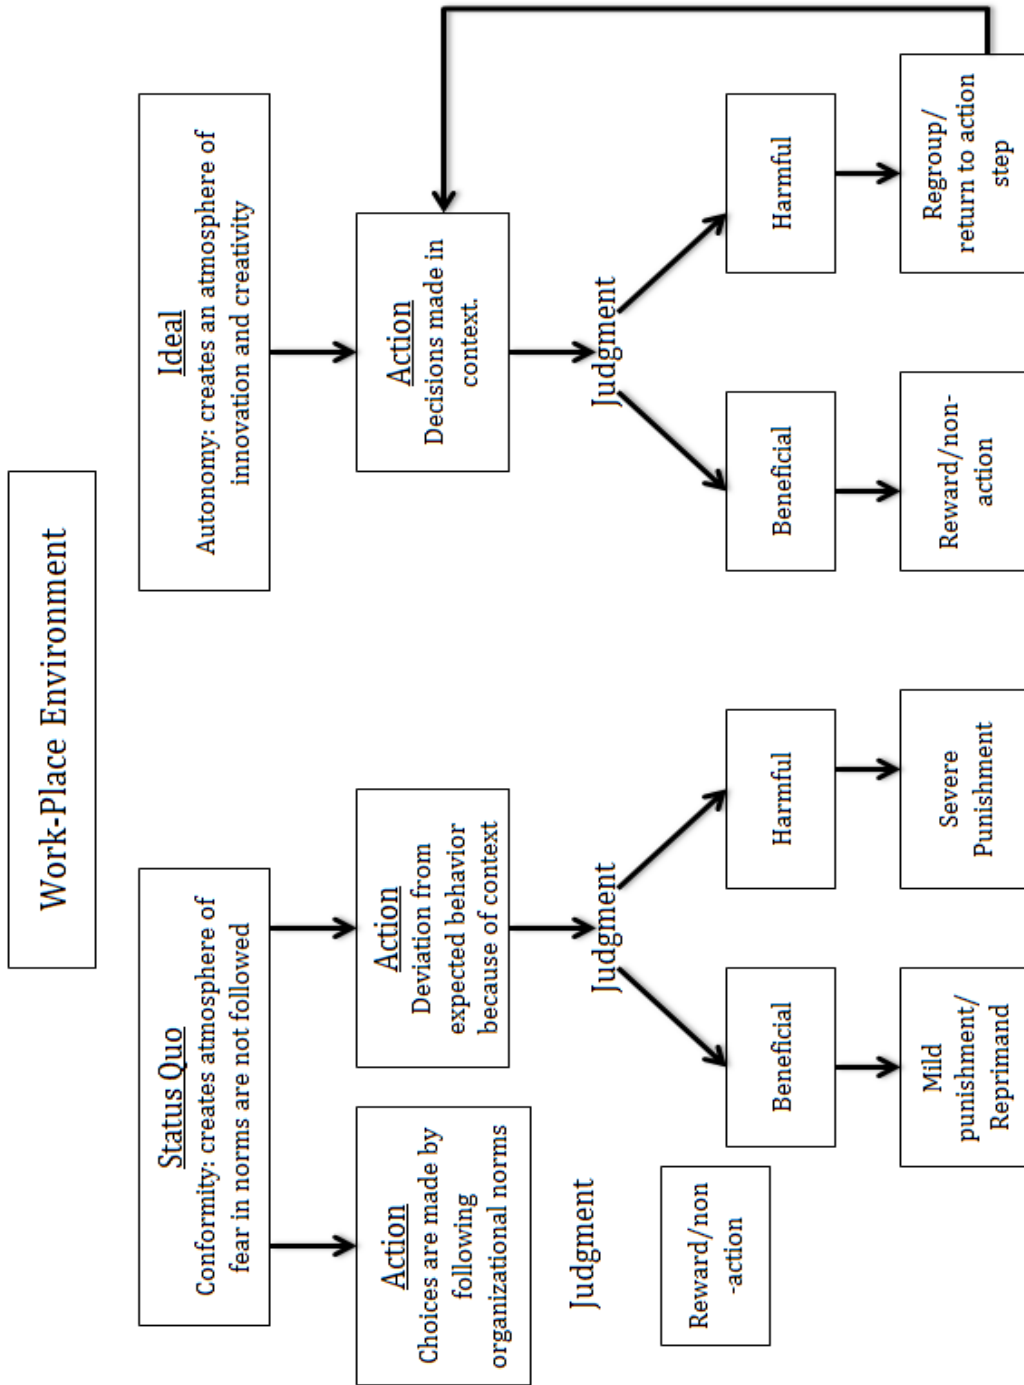 Work-Place Environment
Status Quo
Conformity: creates atmosphere of
fear in norms are not followed
Action
Choices are made by
following
organizational norms
Judgment
Reward/non
-action
Action
Deviation from
expected behavior
because of context
Judgment
Beneficial
Mild
punishment/
Reprimand
Harmful
Severe
Punishment
Ideal
Autonomy: creates an atmosphere of
innovation and creativity
Action
Decisions made in
context.
Judgment
Beneficial
Reward/non-
action
Harmful
Regroup/
return to action
step